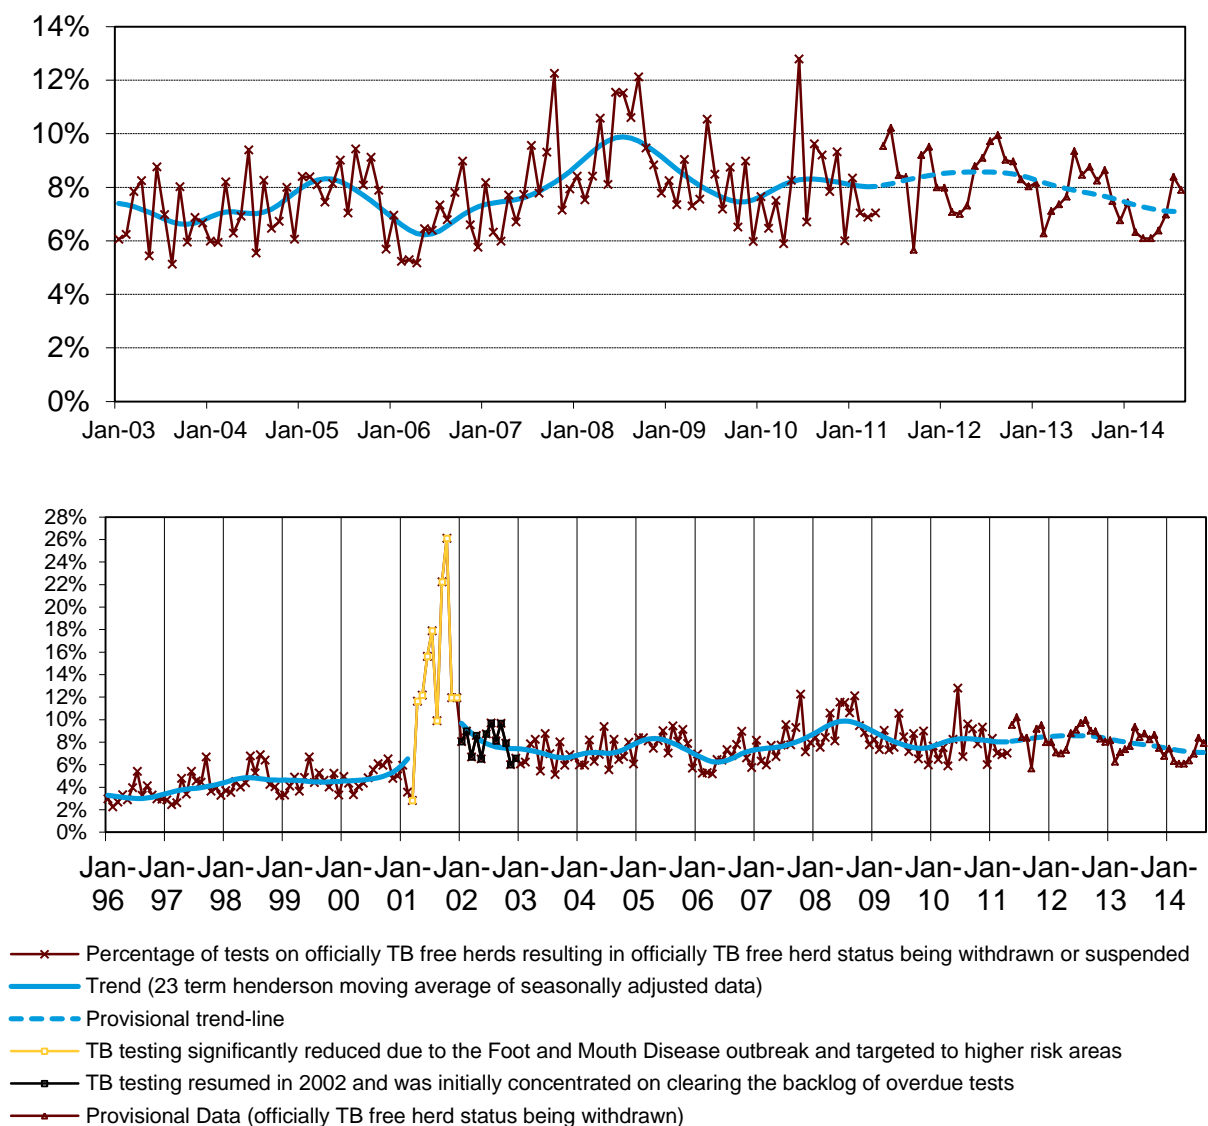 14%
12%
10%
8%
6%
4%
2%
0%
Jan-03 Jan-04 Jan-05 Jan-06 Jan-07 Jan-08 Jan-09 Jan-10 Jan-11 Jan-12 Jan-13 Jan-14
28%
26%
24%
22%
20%
18%
16%
14%
12%
10%
8%
6%
4%
2%
0%
Jan- Jan- Jan- Jan- Jan- Jan- Jan- Jan- Jan- Jan- Jan- Jan- Jan- Jan- Jan- Jan- Jan- Jan- Jan-
96 97 98 99 00 01 02 03 04 05 06 07 08 09 10 11 12 13 14
Percentage of tests on officially TB free herds resulting in officially TB free herd status being withdrawn or suspended
Trend (23 term henderson moving average of seasonally adjusted data)
Provisional trend-line
TB testing significantly reduced due to the Foot and Mouth Disease outbreak and targeted to higher risk areas
TB testing resumed in 2002 and was initially concentrated on clearing the backlog of overdue tests
Provisional Data (officially TB free herd status being withdrawn)